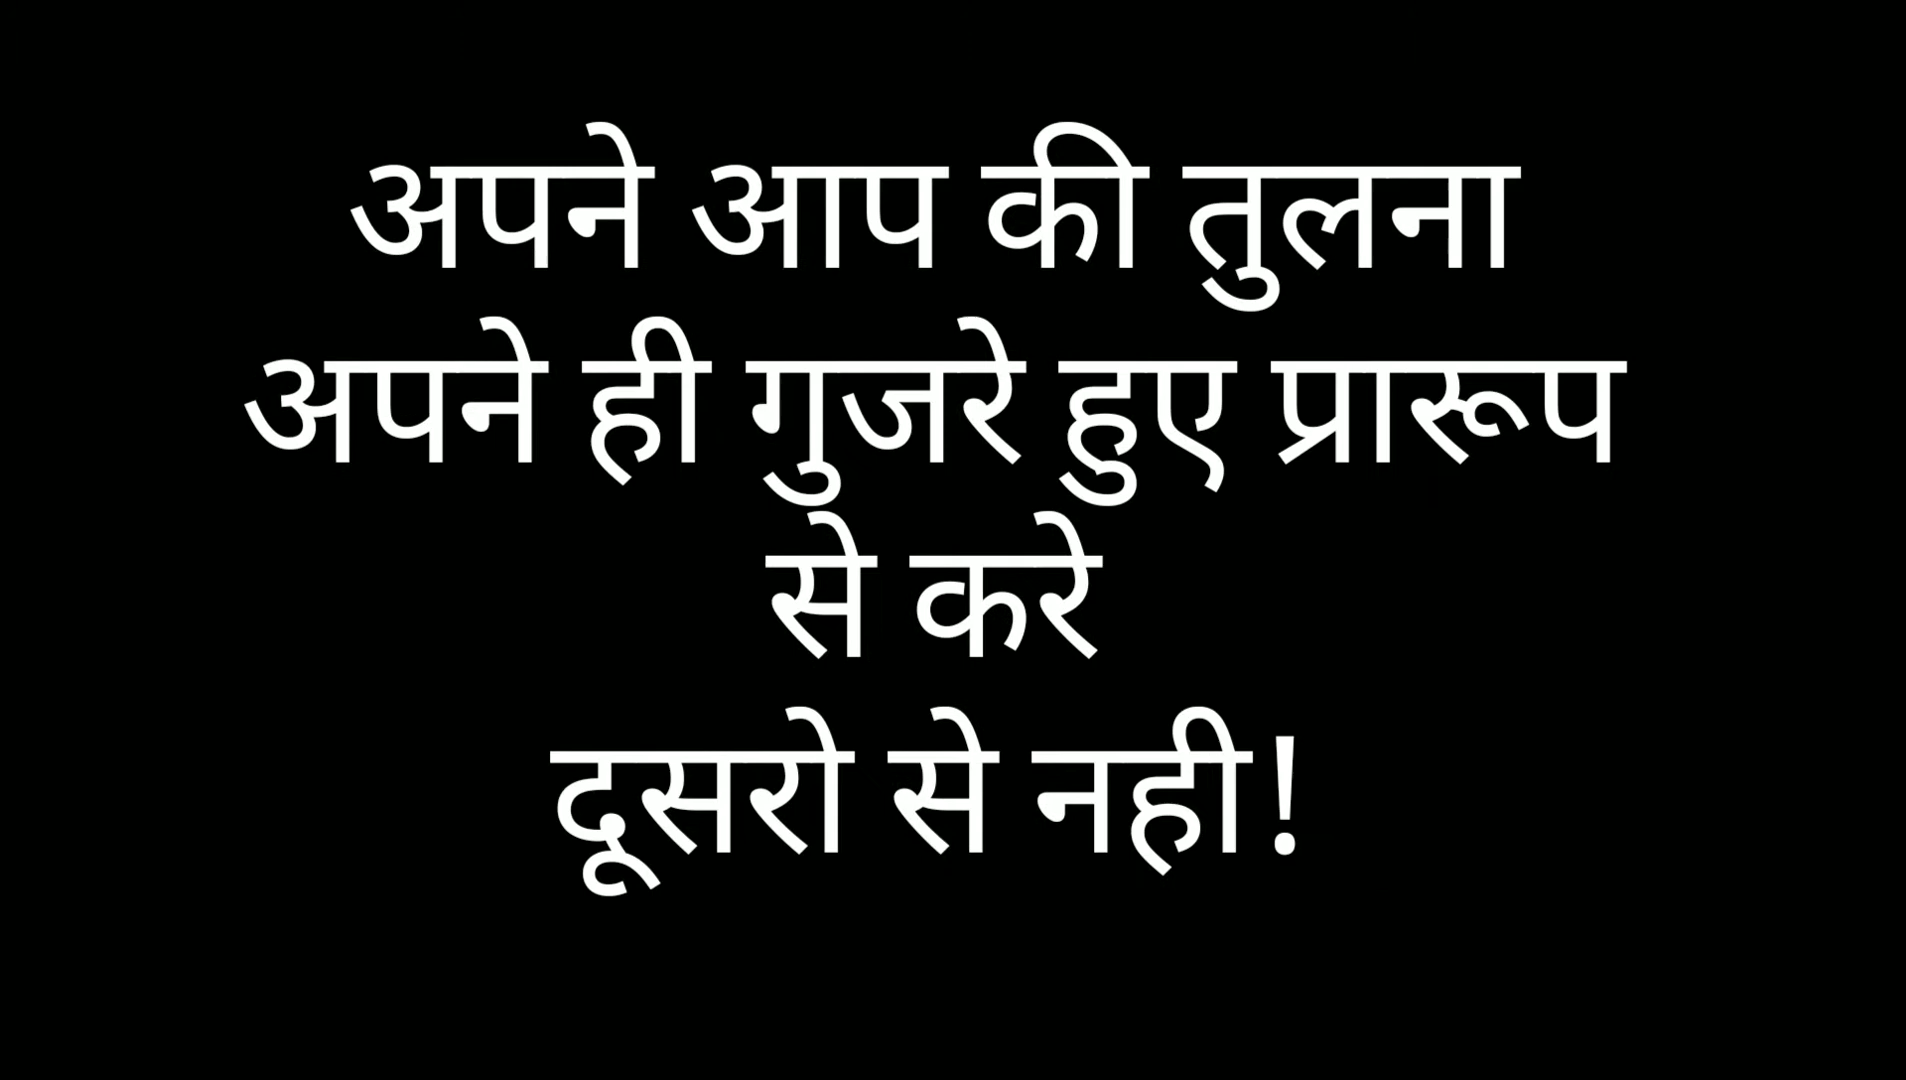 अपने आप की तुलना
अपने ही गुजरे हुए प्रारूप
से करे
दूसरो से नही!